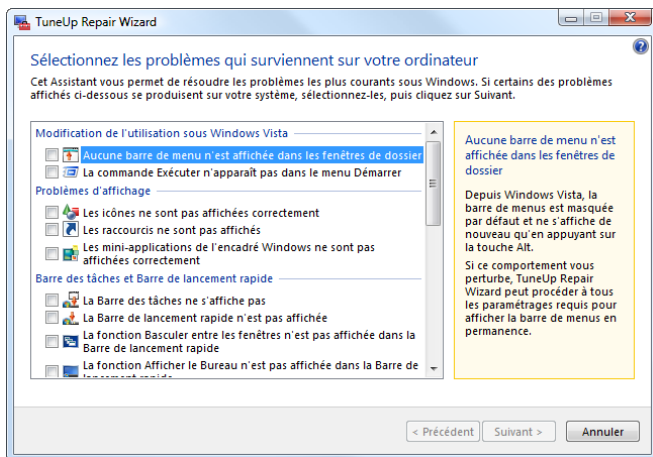 TuneUp Repair Wizard
Sélectionnez les problèmes qui surviennent sur votre ordinateur
Cet Assistant vous permet de résoudre les problèmes les plus courants sous Windows. Si certains des problèmes
affichés ci-dessous se produisent sur votre système, sélectionnez-les, puis cliquez sur Suivant.
Modification de l'utilisation sous Windows Vista
Aucune barre de menu n'est affichée dans les fenêtres de dossier
La commande Exécuter n'apparaît pas dans le menu Démarrer
Problèmes d'affichage
Les icônes ne sont pas affichées correctement
Les raccourcis ne sont pas affichés
Les mini-applications de l'encadré Windows ne sont pas
affichées correctement
Barre des tâches et Barre de lancement rapide
La Barre des tâches ne s'affiche pas
La Barre de lancement rapide n'est pas affichée
La fonction Basculer entre les fenêtres n'est pas affichée dans la
Barre de lancement rapide
La fonction Afficher le Bureau n'est pas affichée dans la Barre de
lancement rapide
Aucune barre de menu n'est
affichée dans les fenêtres de
dossier
Depuis Windows Vista, la
barre de menus est masquée
par défaut et ne s'affiche de
nouveau qu'en appuyant sur
la touche Alt.
Si ce comportement vous
perturbe, TuneUp Repair
Wizard peut procéder à tous
les paramétrages requis pour
afficher la barre de menus en
permanence.
< Précédent
Suivant >
Annuler